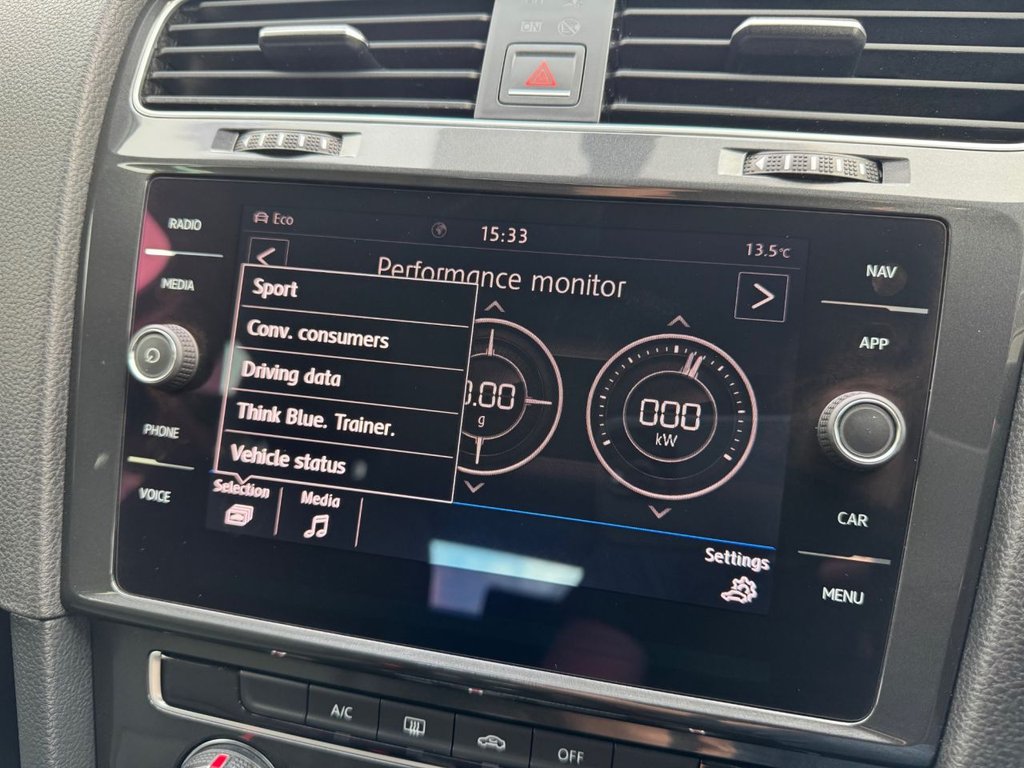 ON
RADIO
MEDIA
PHONE
VOICE
Eco
15:33
13.5°C
Performance monitor
Sport
Conv. consumers
Driving data
Think Blue. Trainer.
Vehicle status
.00
g
000
kW
Selection
Media
Settings
NAV
APP
CAR
MENU
A/C
OFF